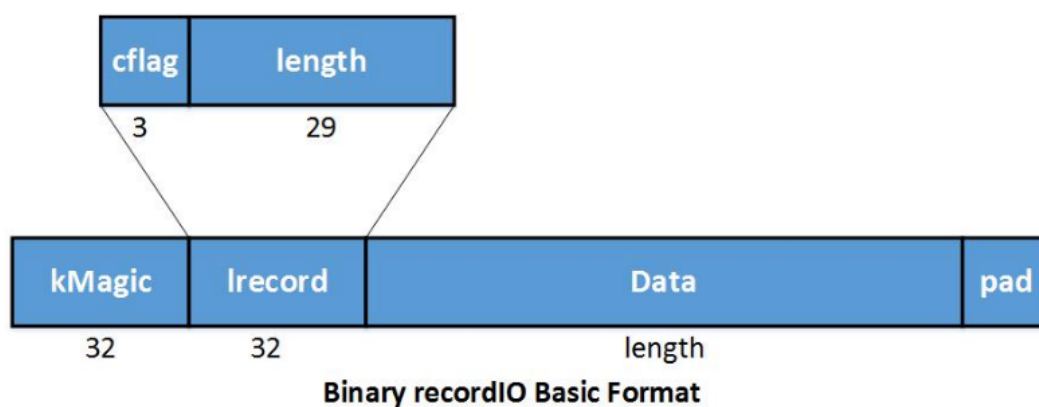 cflag length
3 29
kMagic lrecord Data pad
32 32 length
Binary recordIO Basic Format